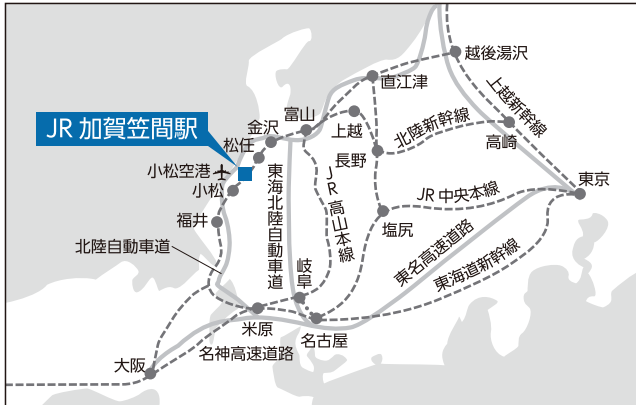 越後湯沢
直江津
上越新幹線
JR 加賀笠間駅
富山
上越
北陸新幹線
高崎
金沢
松任
長野
小松空港
小松
東海北陸自動車道
JR高山本線
JR 中央本線
東京
福井
塩尻
北陸自動車道
岐阜
東名高速道路
東海道新幹線
米原
名古屋
名神高速道路
大阪